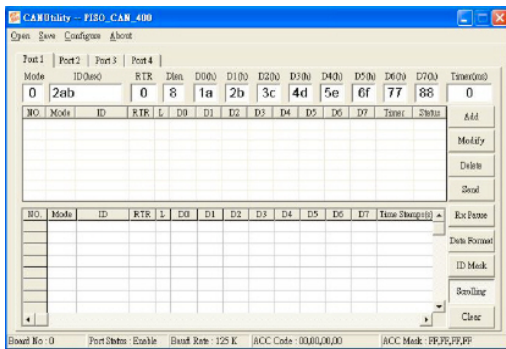 CANUtility -- PISO_CAN_400
Open Save Configure About
Port 1 Port 2 Port 3 Port 4
Mode ID(hex) RTR Dlen D0(h) D1(h) D2(h) D3(h) D4(h) D5(h) D6(h) D7(h) Timer(ms)
0 2ab 0 8 1a 2b 3c 4d 5e 6f 77 88 0
NO Mode ID RTR L D0 D1 D2 D3 D4 D5 D6 D7 Timer Status
Add
Modify
Delete
Send
NO. Mode ID RTR L D0 D1 D2 D3 D4 D5 D6 D7 Time Stamps(s)
Rx Pause
Data Format
ID Mask
Scrolling
Clear
Board No : 0 Port Status : Enable Baud Rate : 125 K ACC Code : 00,00,00,00 ACC Mask : FF,FF,FF,FF